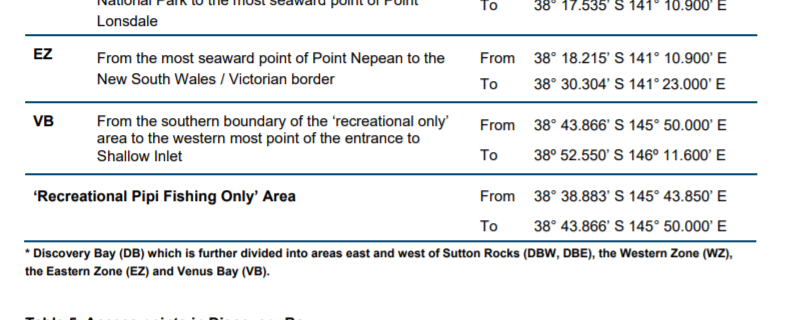 National Park to the most seaward point of Point To 38° 17.535’ S 141° 10.900’ E
Lonsdale
EZ From the most seaward point of Point Nepean to the From 38° 18.215’ S 141° 10.900’ E
New South Wales / Victorian border To 38° 30.304’ S 141° 23.000’ E
VB From the southern boundary of the ‘recreational only’ From 38° 43.866’ S 145° 50.000’ E
area to the western most point of the entrance to
Shallow Inlet To 38º 52.550’ S 146º 11.600’ E
‘Recreational Pipi Fishing Only’ Area From 38° 38.883’ S 145° 43.850’ E
To 38° 43.866’ S 145° 50.000’ E
* Discovery Bay (DB) which is further divided into areas east and west of Sutton Rocks (DBW, DBE), the Western Zone (WZ),
the Eastern Zone (EZ) and Venus Bay (VB).